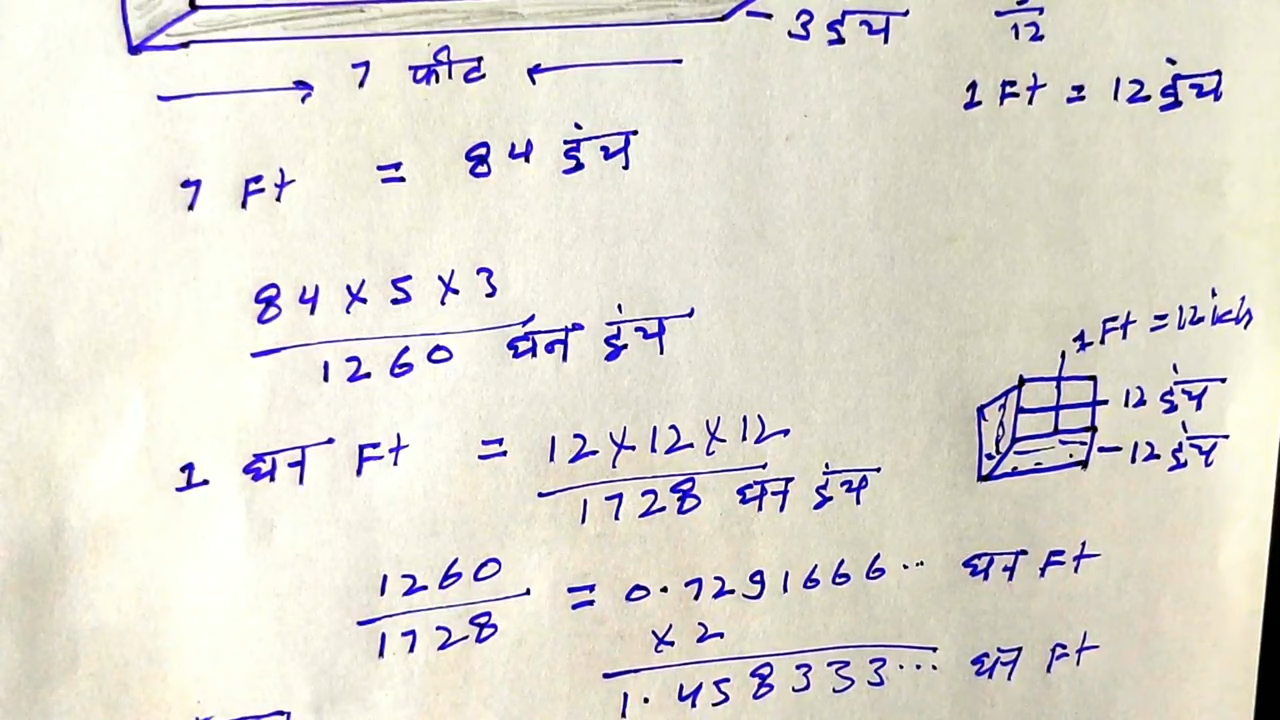 - 3 इंच
12
→ 7 फीट ←
1 Ft = 12 इंच
7 Ft = 84 इंच
84 x 5 x 3
1260 घन इंच
1 Ft = 12 ich
12 इंच
- 12 इंच
1 घन Ft = 12 x 12 x 12
1728 घन इंच
1260
1728
= 0.7291666... घन Ft
x 2
1.458333... घन Ft